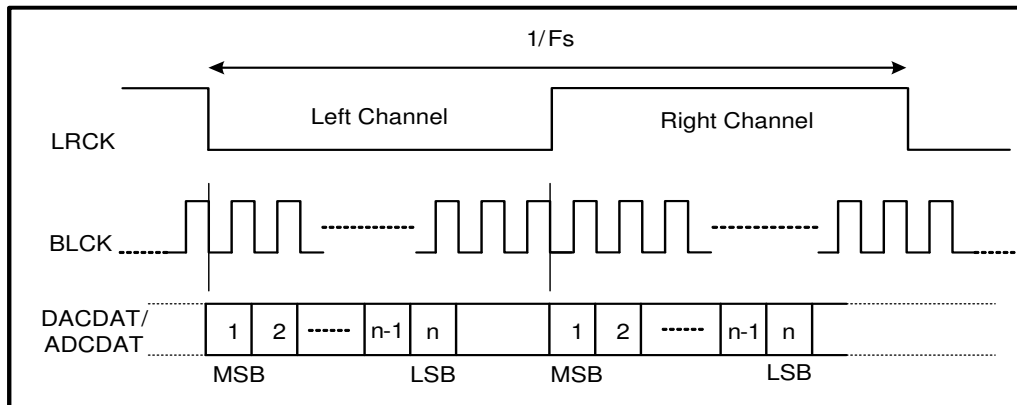 1/Fs
Left Channel
Right Channel
LRCK
BLCK
DACDAT/
ADCDAT
1 2 n-1 n 1 2 n-1 n
MSB LSB MSB LSB